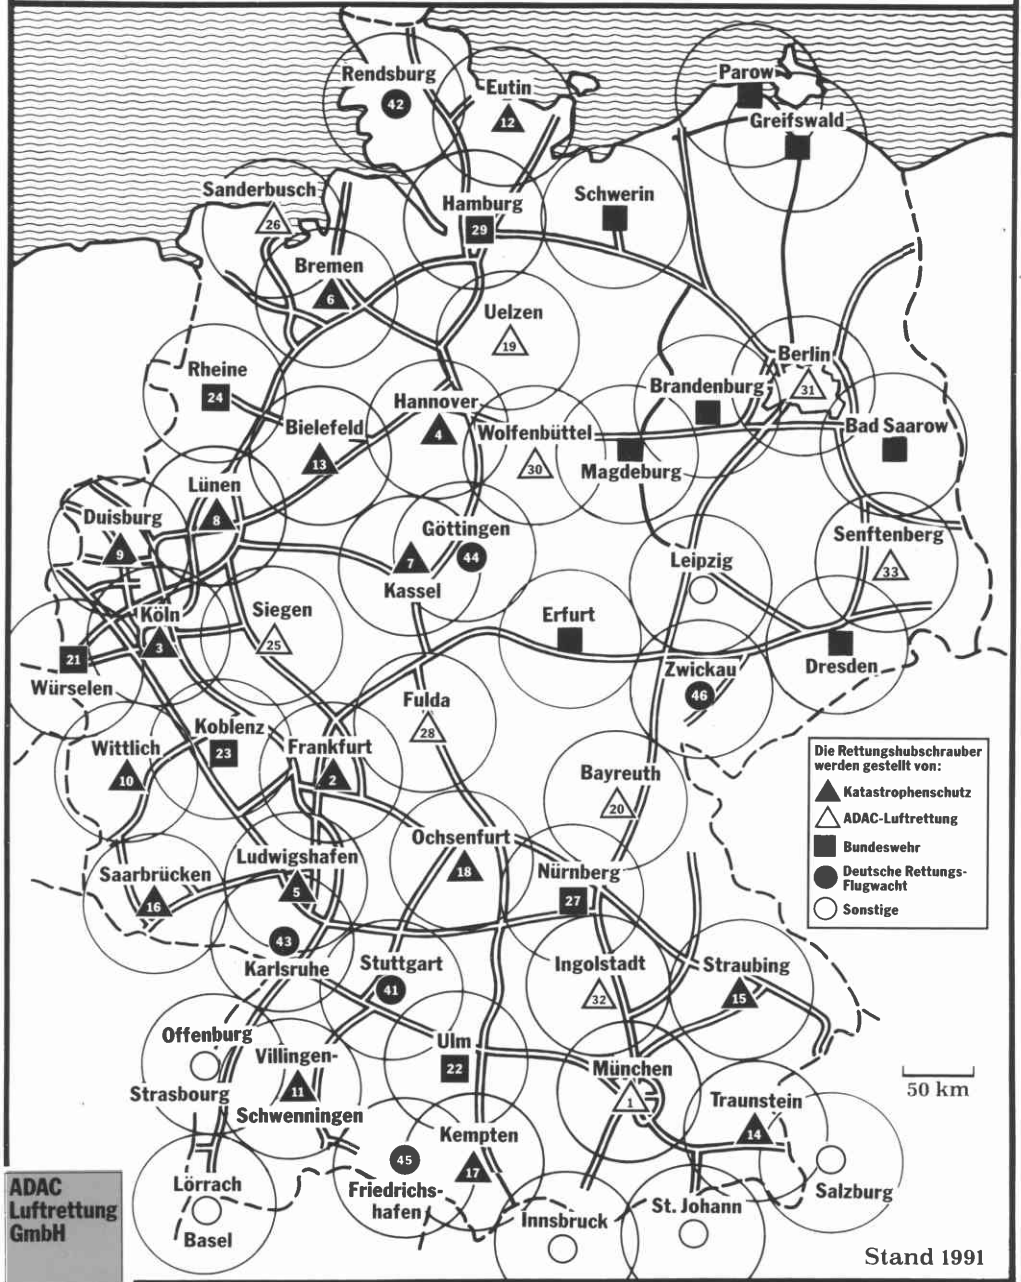 Rendsburg
42
Eutin
12
Parow
Greifswald
Sanderbusch
26
Hamburg
29
Schwerin
Bremen
6
Uelzen
19
Rheine
24
Hannover
4
Bielefeld
13
Wolfenbüttel
30
Magdeburg
Brandenburg
Berlin
31
Bad Saarow
Lünen
8
Duisburg
9
Göttingen
44
7
Kassel
Leipzig
Senftenberg
33
Köln
3
Siegen
25
Erfurt
21
Würselen
Zwickau
46
Dresden
Wittlich
10
Koblenz
23
Frankfurt
2
Fulda
28
Bayreuth
20
Die Rettungshubschrauber
werden gestellt von:
Katastrophenschutz
ADAC-Luftrettung
Bundeswehr
Deutsche Rettungs-
Flugwacht
Sonstige
Saarbrücken
16
Ludwigshafen
5
Ochsenfurt
18
Nürnberg
27
43
Karlsruhe
Stuttgart
41
Ingolstadt
32
Straubing
15
Offenburg
Strasbourg
Villingen-
11
Schwenningen
Ulm
22
München
1
Traunstein
14
50 km
45
Friedrichs-
hafen
Kempten
17
Lörrach
Basel
Innsbruck
St. Johann
Salzburg
ADAC
Luftrettung
GmbH
Stand 1991